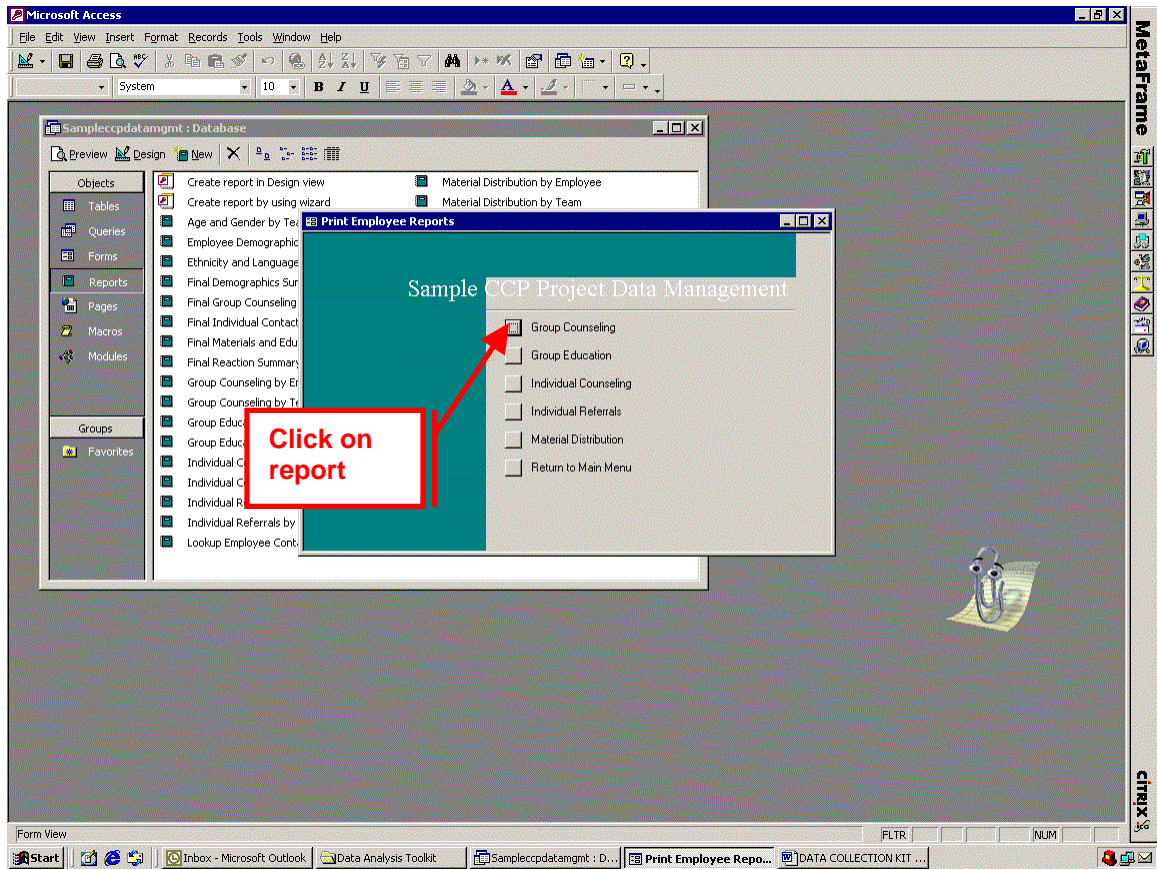 Microsoft Access
File Edit View Insert Format Records Tools Window Help
System 10 B I U
MetaFrame
Sampleccpdatamgmt : Database
Preview Design New
Objects
Tables
Queries
Forms
Reports
Pages
Macros
Modules
Groups
Favorites
Create report in Design view
Create report by using wizard
Age and Gender by Tea
Employee Demographic
Ethnicity and Language
Final Demographics Sur
Final Group Counseling
Final Individual Contact
Final Materials and Edu
Final Reaction Summary
Group Counseling by Em
Group Counseling by Te
Group Educa
Group Educa
Individual C
Individual C
Individual R
Individual Referrals by
Lookup Employee Conta
Material Distribution by Employee
Material Distribution by Team
Print Employee Reports
Sample CCP Project Data Management
Group Counseling
Group Education
Individual Counseling
Individual Referrals
Material Distribution
Return to Main Menu
Click on
report
CITRIX
Form View FLTR NUM
Start Inbox - Microsoft Outlook Data Analysis Toolkit Sampleccpdatamgmt : D... Print Employee Repo... DATA COLLECTION KIT ...